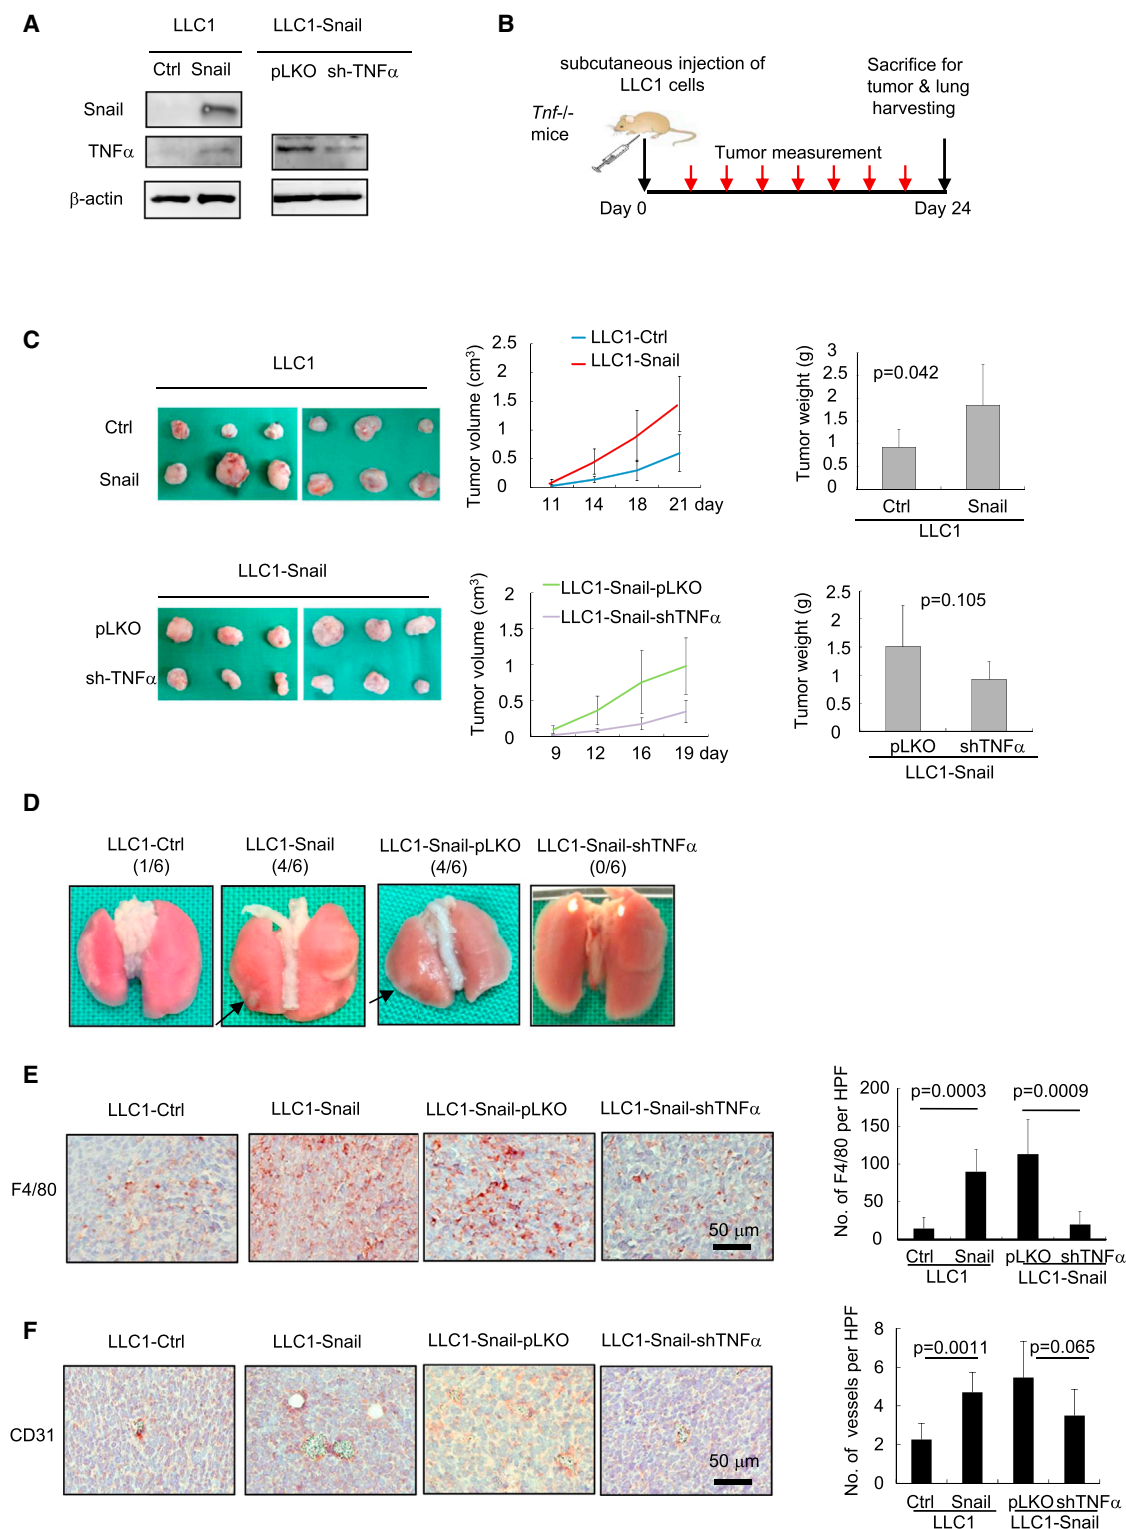 A
LLC1
LLC1-Snail
Ctrl Snail
pLKO sh-TNFα
Snail
TNFα
β-actin
B
subcutaneous injection of
LLC1 cells
Tnf-/-
mice
Sacrifice for
tumor & lung
harvesting
Tumor measurement
Day 0
Day 24
C
LLC1
Ctrl
Snail
Tumor volume (cm³)
2.5
2
1.5
1
0.5
0
LLC1-Ctrl
LLC1-Snail
11 14 18 21 day
Tumor weight (g)
3
2.5
2
1.5
1
0.5
0
p=0.042
Ctrl Snail
LLC1
LLC1-Snail
pLKO
sh-TNFα
Tumor volume (cm³)
2
1.5
1
0.5
0
LLC1-Snail-pLKO
LLC1-Snail-shTNFα
9 12 16 19 day
Tumor weight (g)
2.5
2
1.5
1
0.5
0
p=0.105
pLKO shTNFα
LLC1-Snail
D
LLC1-Ctrl
(1/6)
LLC1-Snail
(4/6)
LLC1-Snail-pLKO
(4/6)
LLC1-Snail-shTNFα
(0/6)
E
LLC1-Ctrl
LLC1-Snail
LLC1-Snail-pLKO
LLC1-Snail-shTNFα
F4/80
50 μm
No. of F4/80 per HPF
200
150
100
50
0
p=0.0003
p=0.0009
Ctrl Snail pLKO shTNFα
LLC1 LLC1-Snail
F
LLC1-Ctrl
LLC1-Snail
LLC1-Snail-pLKO
LLC1-Snail-shTNFα
CD31
50 μm
No. of vessels per HPF
8
6
4
2
0
p=0.0011
p=0.065
Ctrl Snail pLKO shTNFα
LLC1 LLC1-Snail